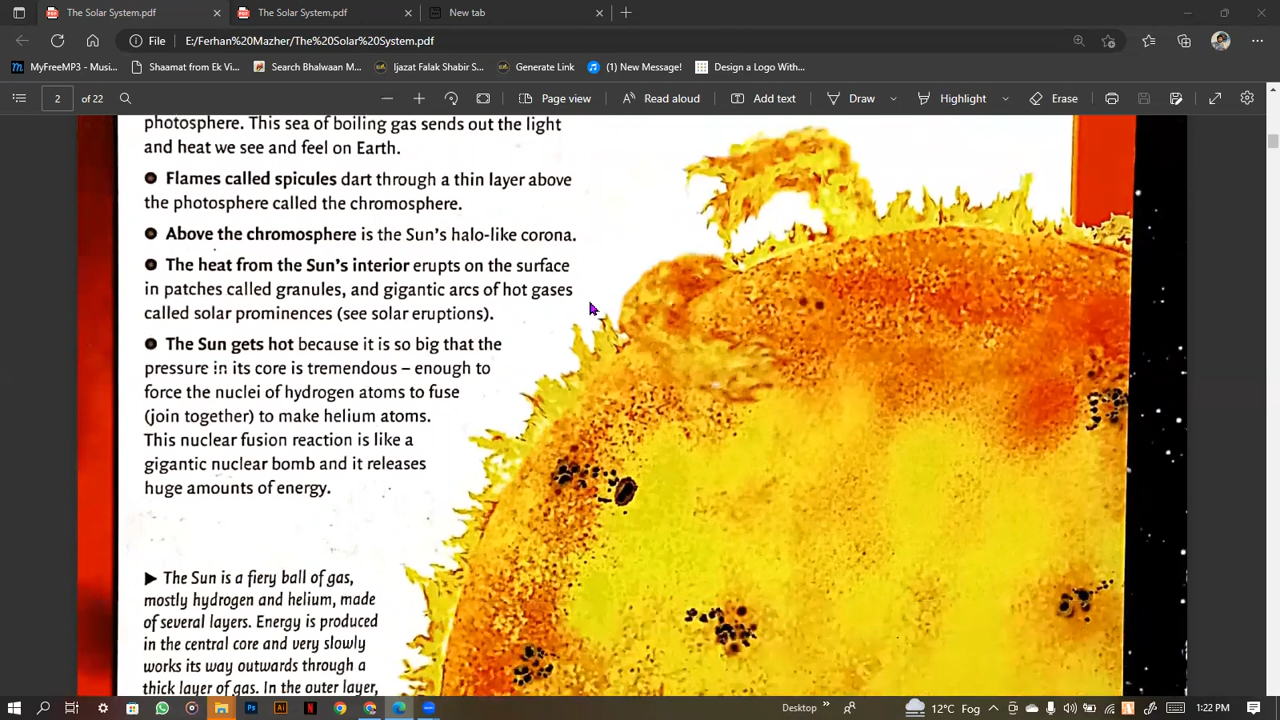 The Solar System.pdf
The Solar System.pdf
New tab
File
E:/Ferhan%20Mazher/The%20Solar%20System.pdf
MyFreeMP3 - Musi...
Shaamat from Ek Vi...
Search Bhalwaan M...
Ijazat Falak Shabir S...
Generate Link
(1) New Message!
Design a Logo With...
2 of 22
Page view
Read aloud
Add text
Draw
Highlight
Erase
photosphere. This sea of boiling gas sends out the light
and heat we see and feel on Earth.
Flames called spicules dart through a thin layer above
the photosphere called the chromosphere.
Above the chromosphere is the Sun's halo-like corona.
The heat from the Sun's interior erupts on the surface
in patches called granules, and gigantic arcs of hot gases
called solar prominences (see solar eruptions).
The Sun gets hot because it is so big that the
pressure in its core is tremendous – enough to
force the nuclei of hydrogen atoms to fuse
(join together) to make helium atoms.
This nuclear fusion reaction is like a
gigantic nuclear bomb and it releases
huge amounts of energy.
The Sun is a fiery ball of gas,
mostly hydrogen and helium, made
of several layers. Energy is produced
in the central core and very slowly
works its way outwards through a
thick layer of gas. In the outer layer,
Desktop
12°C Fog
1:22 PM